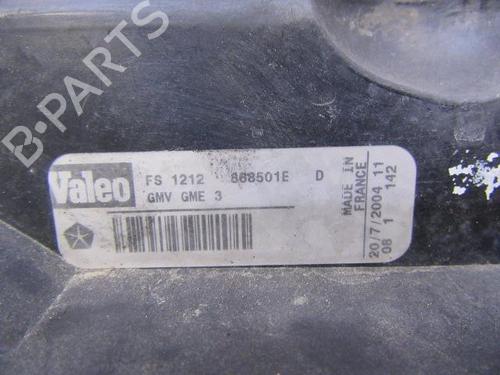 B-PARTS
Valeo
FS 1212 868501E D
GMV GME 3
MADE IN
FRANCE
20/7/2004 11
08 1 142